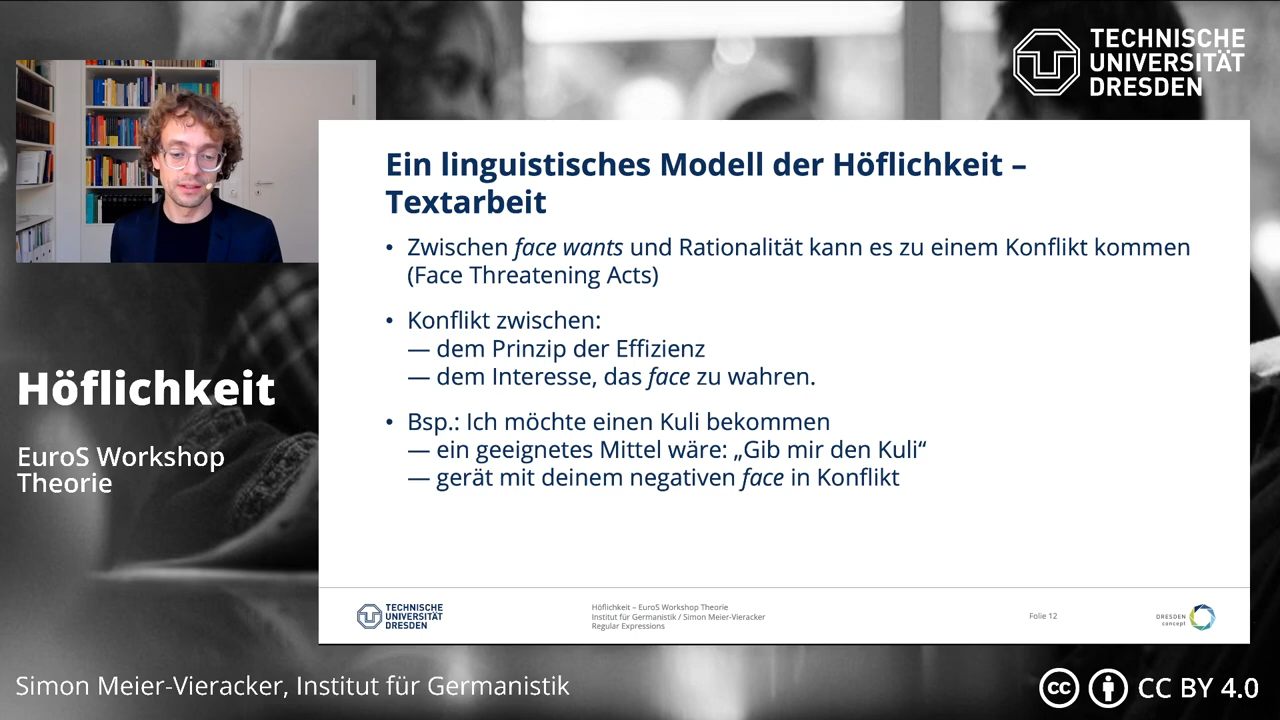 TECHNISCHE
UNIVERSITÄT
DRESDEN
Ein linguistisches Modell der Höflichkeit –
Textarbeit
• Zwischen face wants und Rationalität kann es zu einem Konflikt kommen
(Face Threatening Acts)
• Konflikt zwischen:
— dem Prinzip der Effizienz
— dem Interesse, das face zu wahren.
• Bsp.: Ich möchte einen Kuli bekommen
— ein geeignetes Mittel wäre: „Gib mir den Kuli“
— gerät mit deinem negativen face in Konflikt
Höflichkeit
EuroS Workshop
Theorie
TECHNISCHE
UNIVERSITÄT
DRESDEN
Höflichkeit – EuroS Workshop Theorie
Institut für Germanistik / Simon Meier-Vieracker
Regular Expressions
Folie 12
DRESDEN
concept
Simon Meier-Vieracker, Institut für Germanistik
cc CC BY 4.0